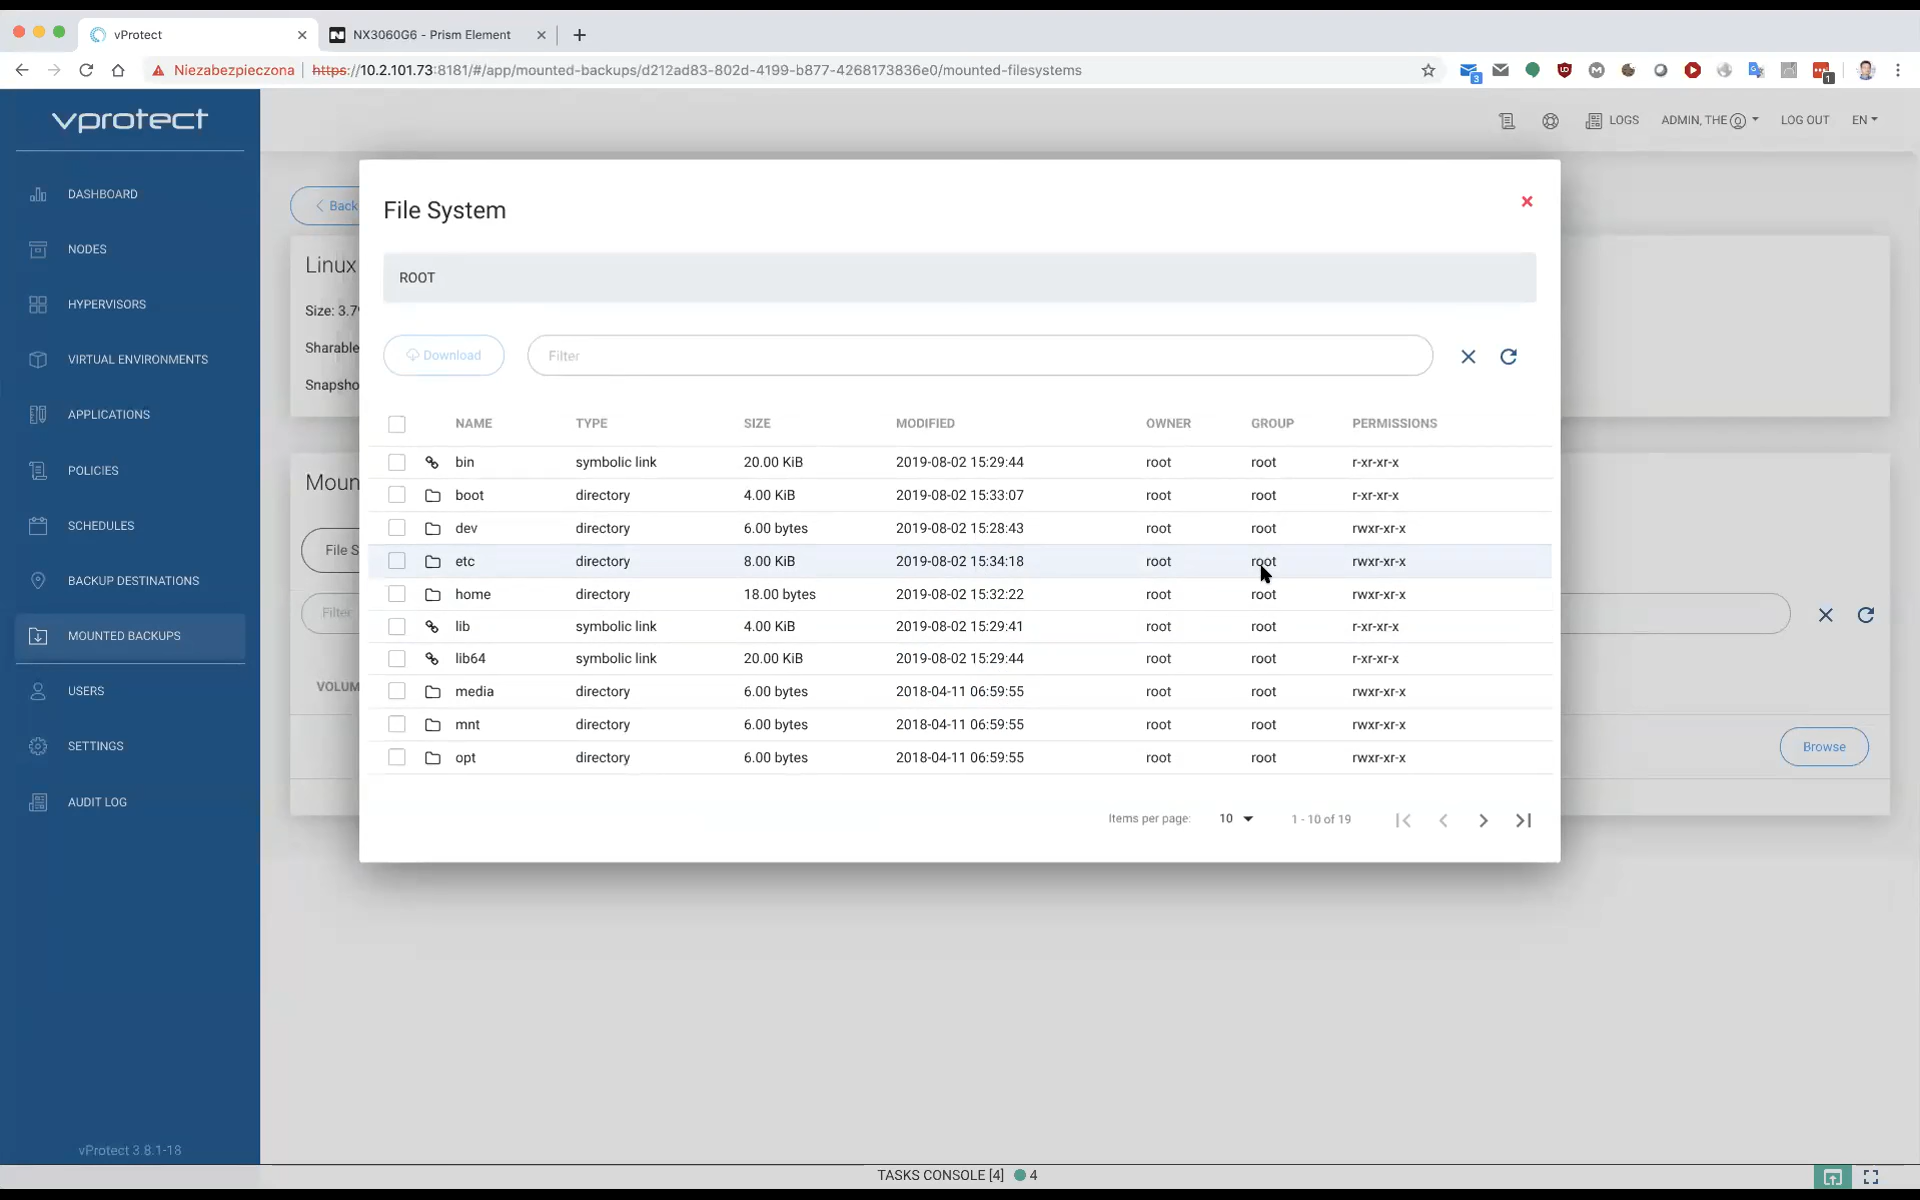 vProtect
NX3060G6 - Prism Element
Niezabezpieczona
https://10.2.101.73:8181/#/app/mounted-backups/d212ad83-802d-4199-b877-4268173836e0/mounted-filesystems
3
1
vprotect
LOGS
ADMIN, THE
LOG OUT
EN
DASHBOARD
NODES
HYPERVISORS
VIRTUAL ENVIRONMENTS
APPLICATIONS
POLICIES
SCHEDULES
BACKUP DESTINATIONS
MOUNTED BACKUPS
USERS
SETTINGS
AUDIT LOG
vProtect 3.8.1-18
Back
Linux
Size: 3.7
Sharable
Snapsho
Moun
File S
Filter
VOLUM
Browse
File System
ROOT
Download
Filter
NAME TYPE SIZE MODIFIED OWNER GROUP PERMISSIONS
bin symbolic link 20.00 KiB 2019-08-02 15:29:44 root root r-xr-xr-x
boot directory 4.00 KiB 2019-08-02 15:33:07 root root r-xr-xr-x
dev directory 6.00 bytes 2019-08-02 15:28:43 root root rwxr-xr-x
etc directory 8.00 KiB 2019-08-02 15:34:18 root root rwxr-xr-x
home directory 18.00 bytes 2019-08-02 15:32:22 root root rwxr-xr-x
lib symbolic link 4.00 KiB 2019-08-02 15:29:41 root root r-xr-xr-x
lib64 symbolic link 20.00 KiB 2019-08-02 15:29:44 root root r-xr-xr-x
media directory 6.00 bytes 2018-04-11 06:59:55 root root rwxr-xr-x
mnt directory 6.00 bytes 2018-04-11 06:59:55 root root rwxr-xr-x
opt directory 6.00 bytes 2018-04-11 06:59:55 root root rwxr-xr-x
Items per page: 10 1 - 10 of 19
TASKS CONSOLE [4] 4